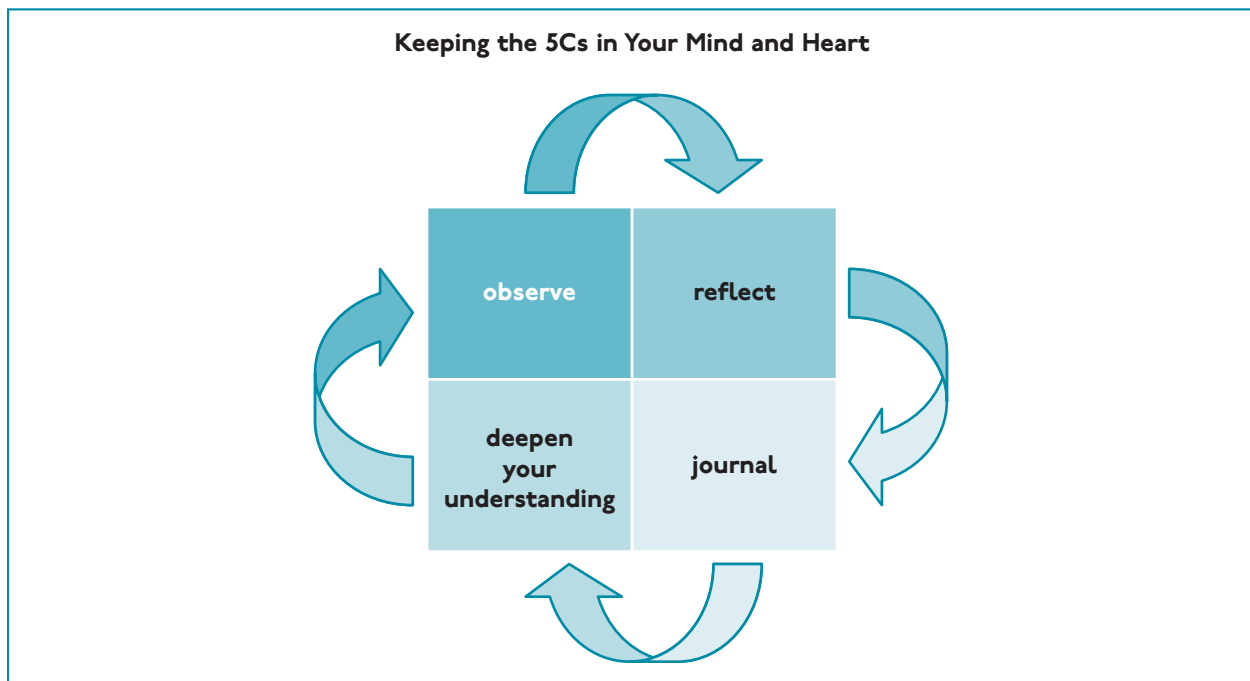 Keeping the 5Cs in Your Mind and Heart
observe
reflect
deepen
your
understanding
journal